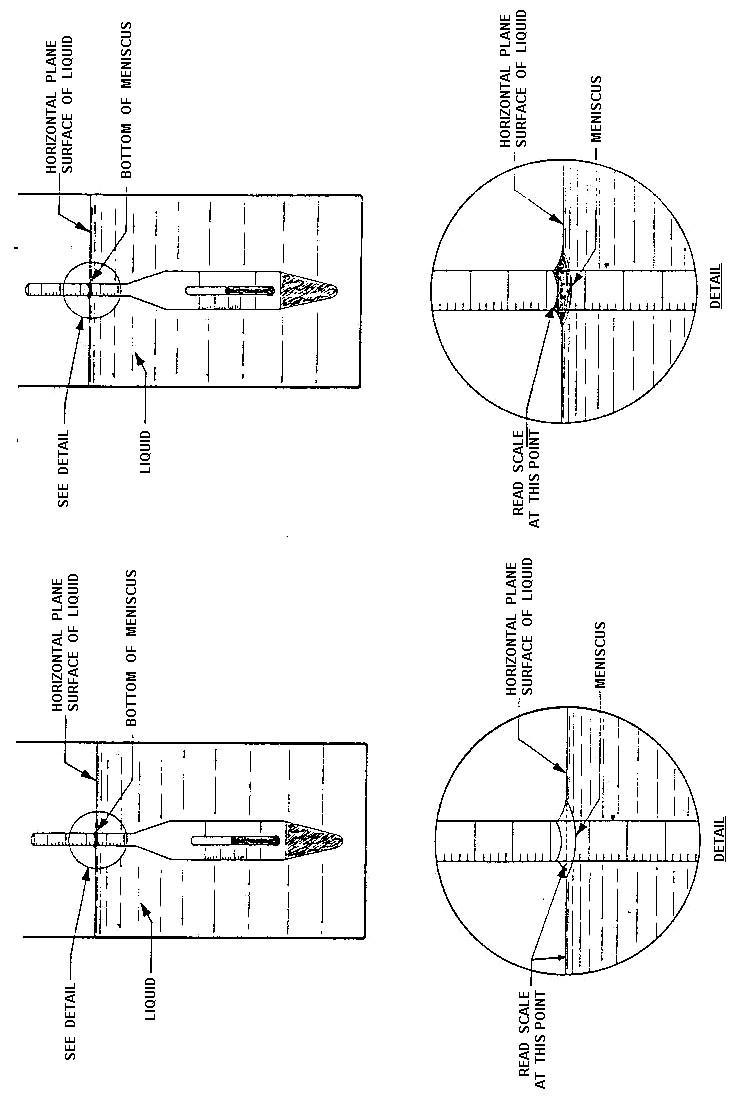 HORIZONTAL PLANE
SURFACE OF LIQUID
BOTTOM OF MENISCUS
SEE DETAIL
LIQUID
HORIZONTAL PLANE
SURFACE OF LIQUID
MENISCUS
READ SCALE
AT THIS POINT
DETAIL
HORIZONTAL PLANE
SURFACE OF LIQUID
BOTTOM OF MENISCUS
SEE DETAIL
LIQUID
HORIZONTAL PLANE
SURFACE OF LIQUID
MENISCUS
READ SCALE
AT THIS POINT
DETAIL